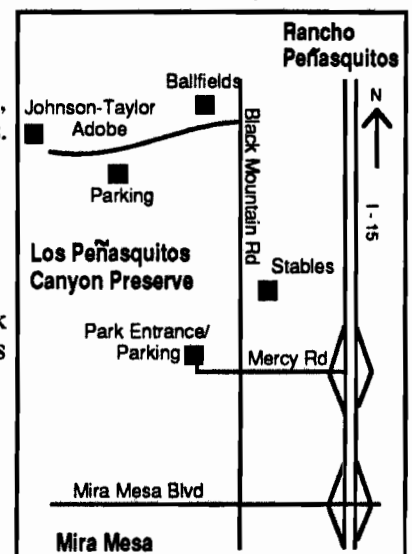 Rancho
Peñasquitos
Ballfields
N
Johnson-Taylor
Adobe
Black Mountain Rd
I-15
Parking
Los Peñasquitos
Canyon Preserve
Stables
Park Entrance/
Parking
Mercy Rd
Mira Mesa Blvd
Mira Mesa